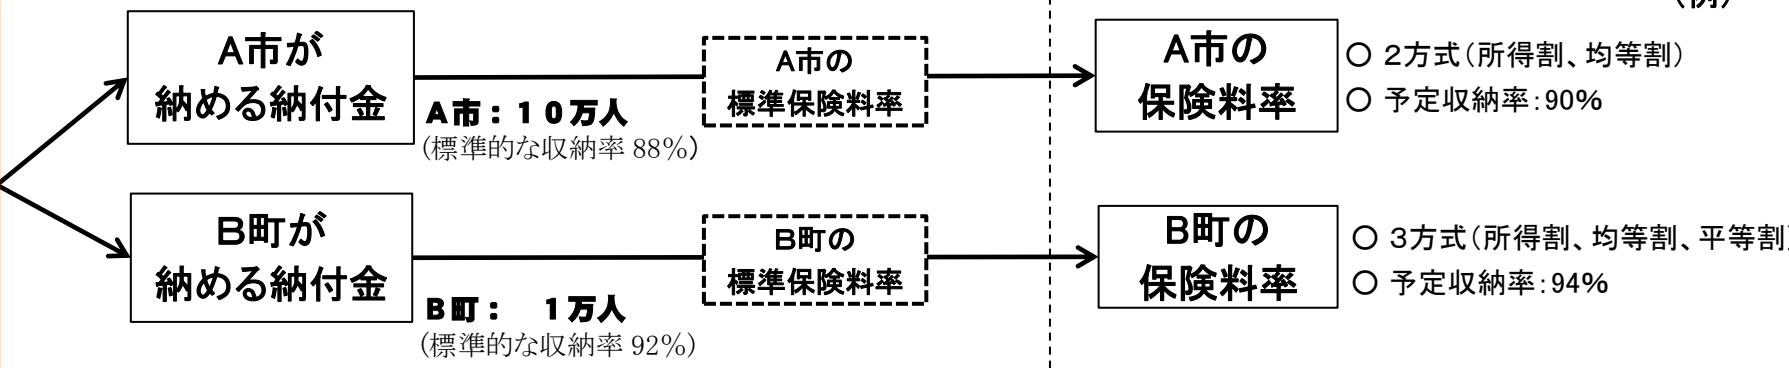 （例）
A市が
納める納付金
A市：１０万人
(標準的な収納率 88%)
A市の
標準保険料率
A市の
保険料率
○ 2方式（所得割、均等割）
○ 予定収納率：90%
B町が
納める納付金
B町：　１万人
(標準的な収納率 92%)
B町の
標準保険料率
B町の
保険料率
○ 3方式（所得割、均等割、平等割）
○ 予定収納率：94%